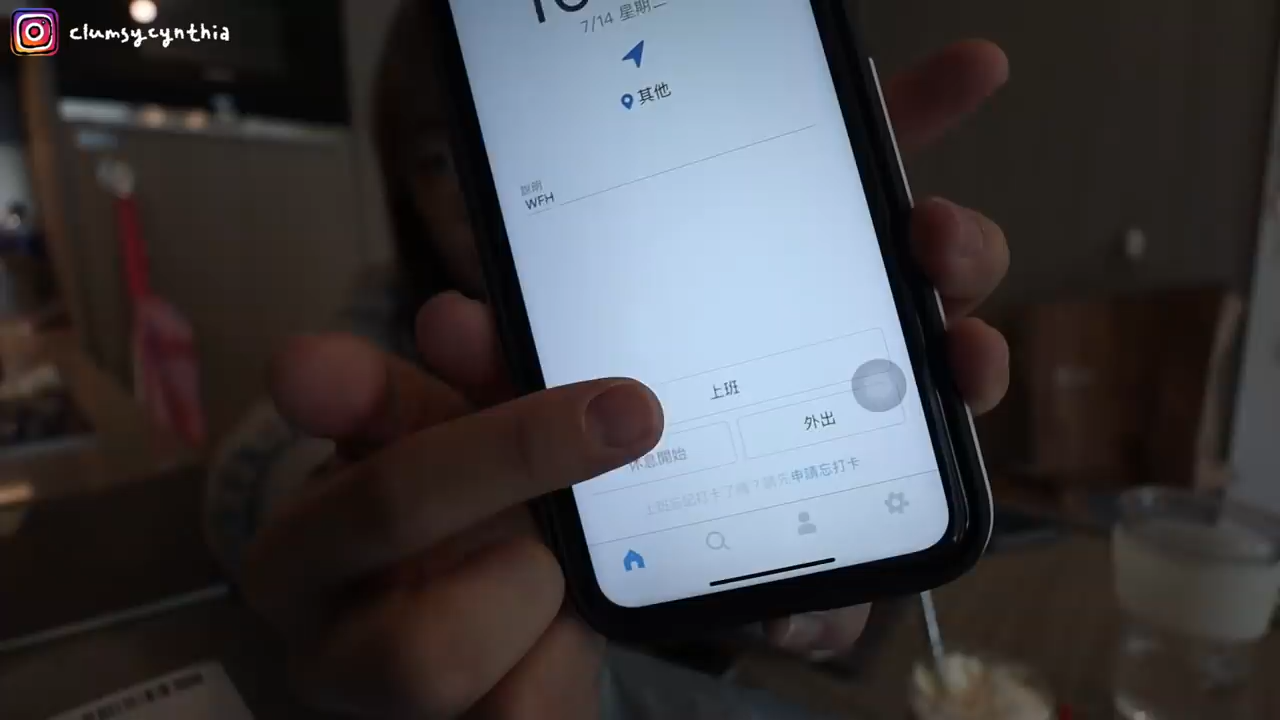 clumsy.cynthia
7/14 星期二
其他
說明
WFH
上班
休息開始
外出
上班忘記打卡了嗎？請先申請忘打卡